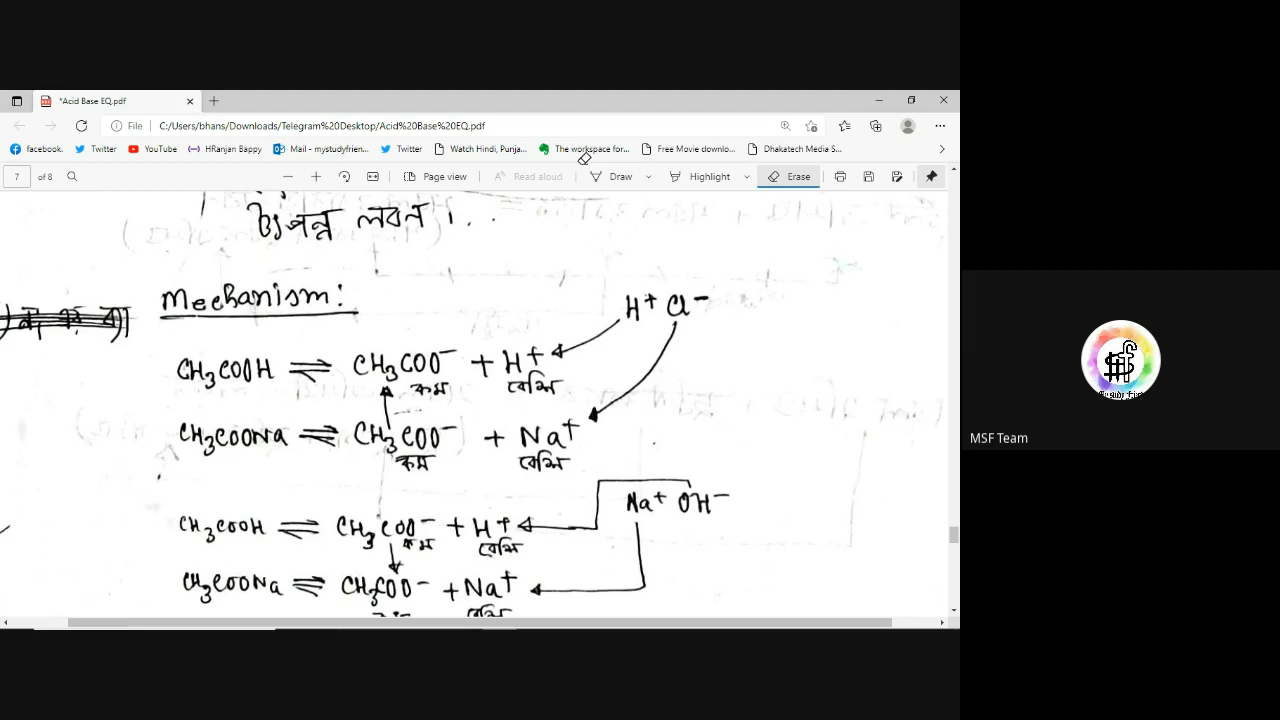 *Acid Base EQ.pdf
File C:/Users/bhans/Downloads/Telegram%20Desktop/Acid%20Base%20EQ.pdf
facebook. Twitter YouTube HRanjan Bappy Mail - mystudyfrien... Twitter Watch Hindi, Punja... The workspace for... Free Movie downlo... Dhakatech Media S...
7 of 8 Page view Read aloud Draw Highlight Erase
উৎপন্ন লবন।..
Mechanism:
H+ Cl-
CH3COOH ⇌ CH3COO- + H+
কম বেশি
CH3COONa ⇌ CH3COO- + Na+
কম বেশি
Na+ OH-
CH3COOH ⇌ CH3COO- + H+
কম বেশি
CH3COONa ⇌ CH3COO- + Na+
বেশি
MSF Team